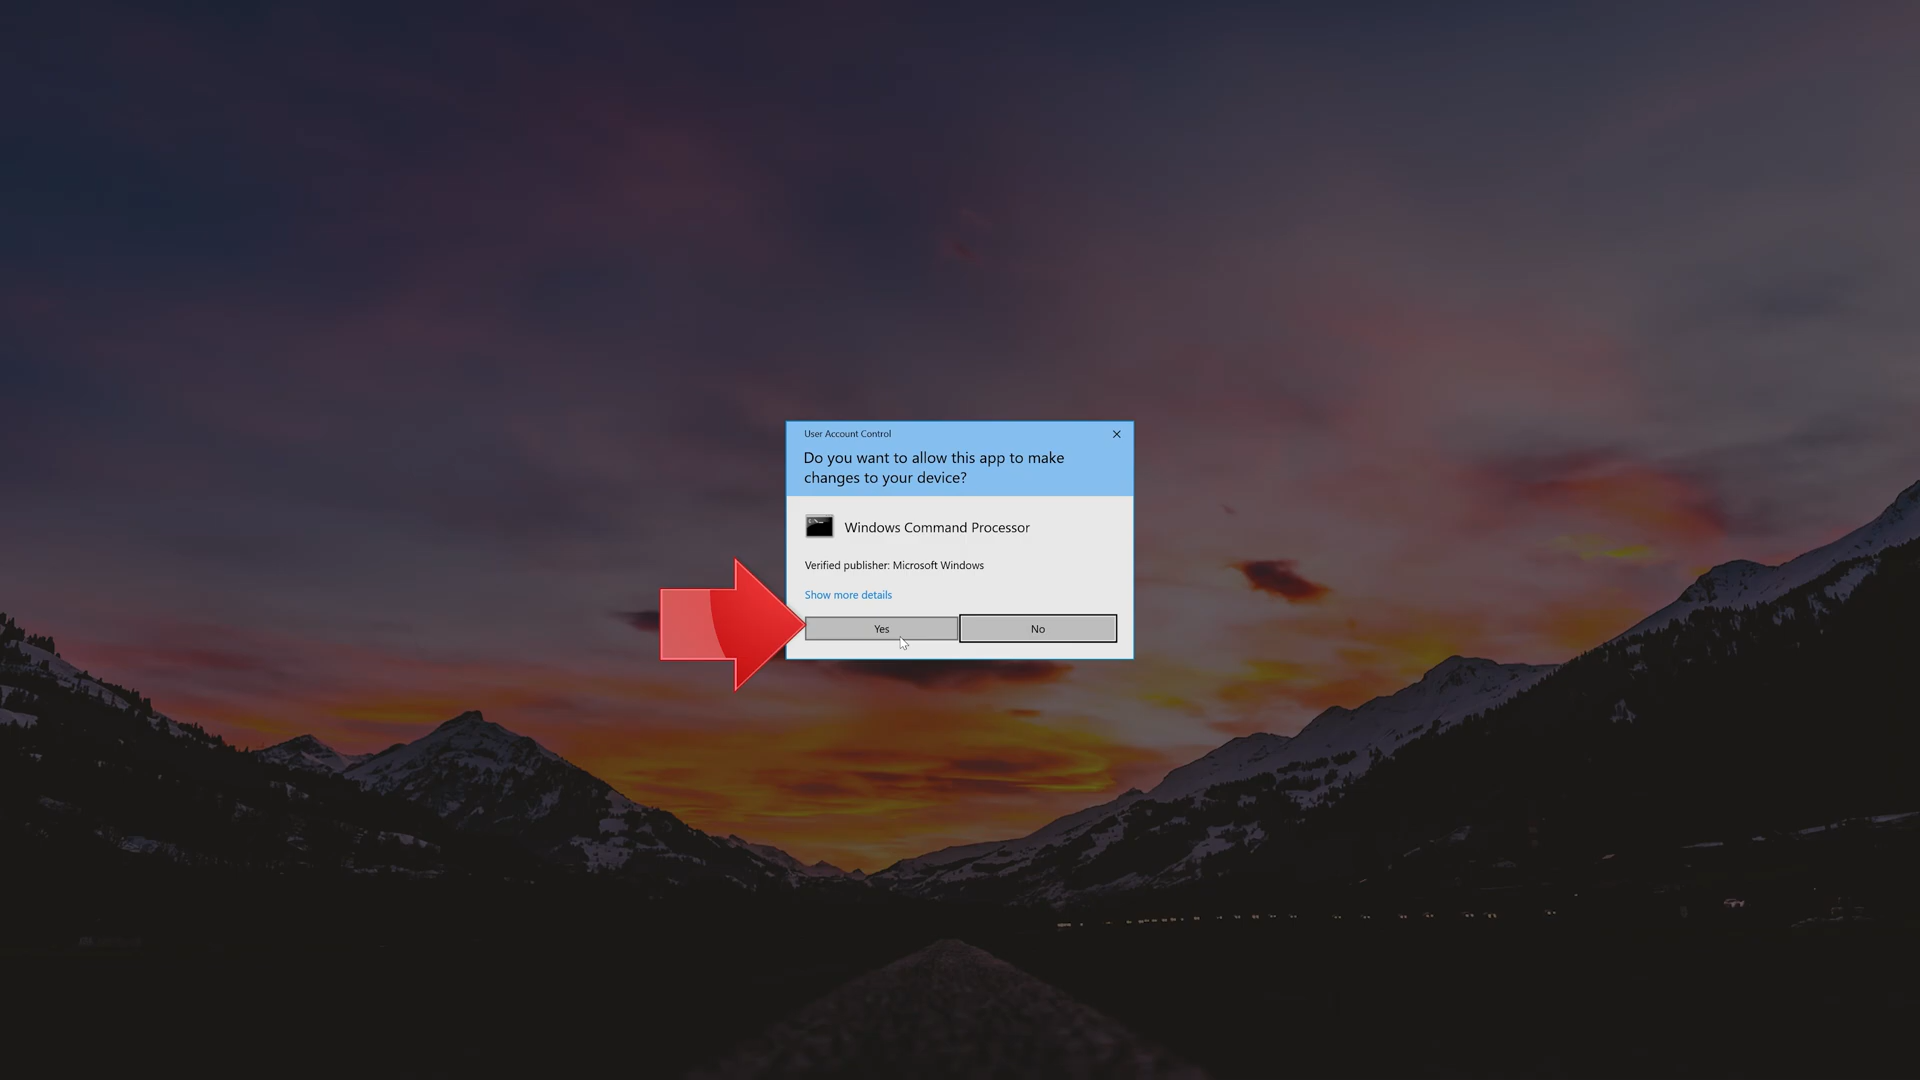 User Account Control
Do you want to allow this app to make
changes to your device?
Windows Command Processor
Verified publisher: Microsoft Windows
Show more details
Yes
No